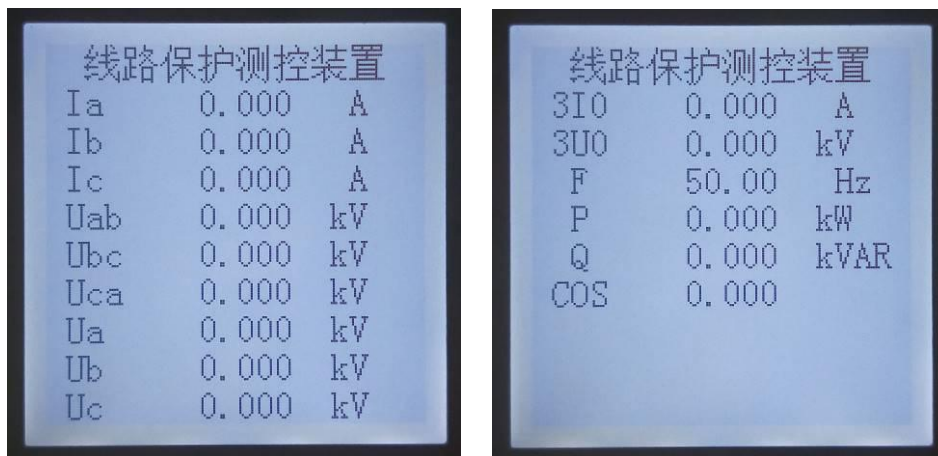 线路保护测控装置
Ia 0.000 A
Ib 0.000 A
Ic 0.000 A
Uab 0.000 kV
Ubc 0.000 kV
Uca 0.000 kV
Ua 0.000 kV
Ub 0.000 kV
Uc 0.000 kV
线路保护测控装置
3I0 0.000 A
3U0 0.000 kV
F 50.00 Hz
P 0.000 kW
Q 0.000 kVAR
COS 0.000